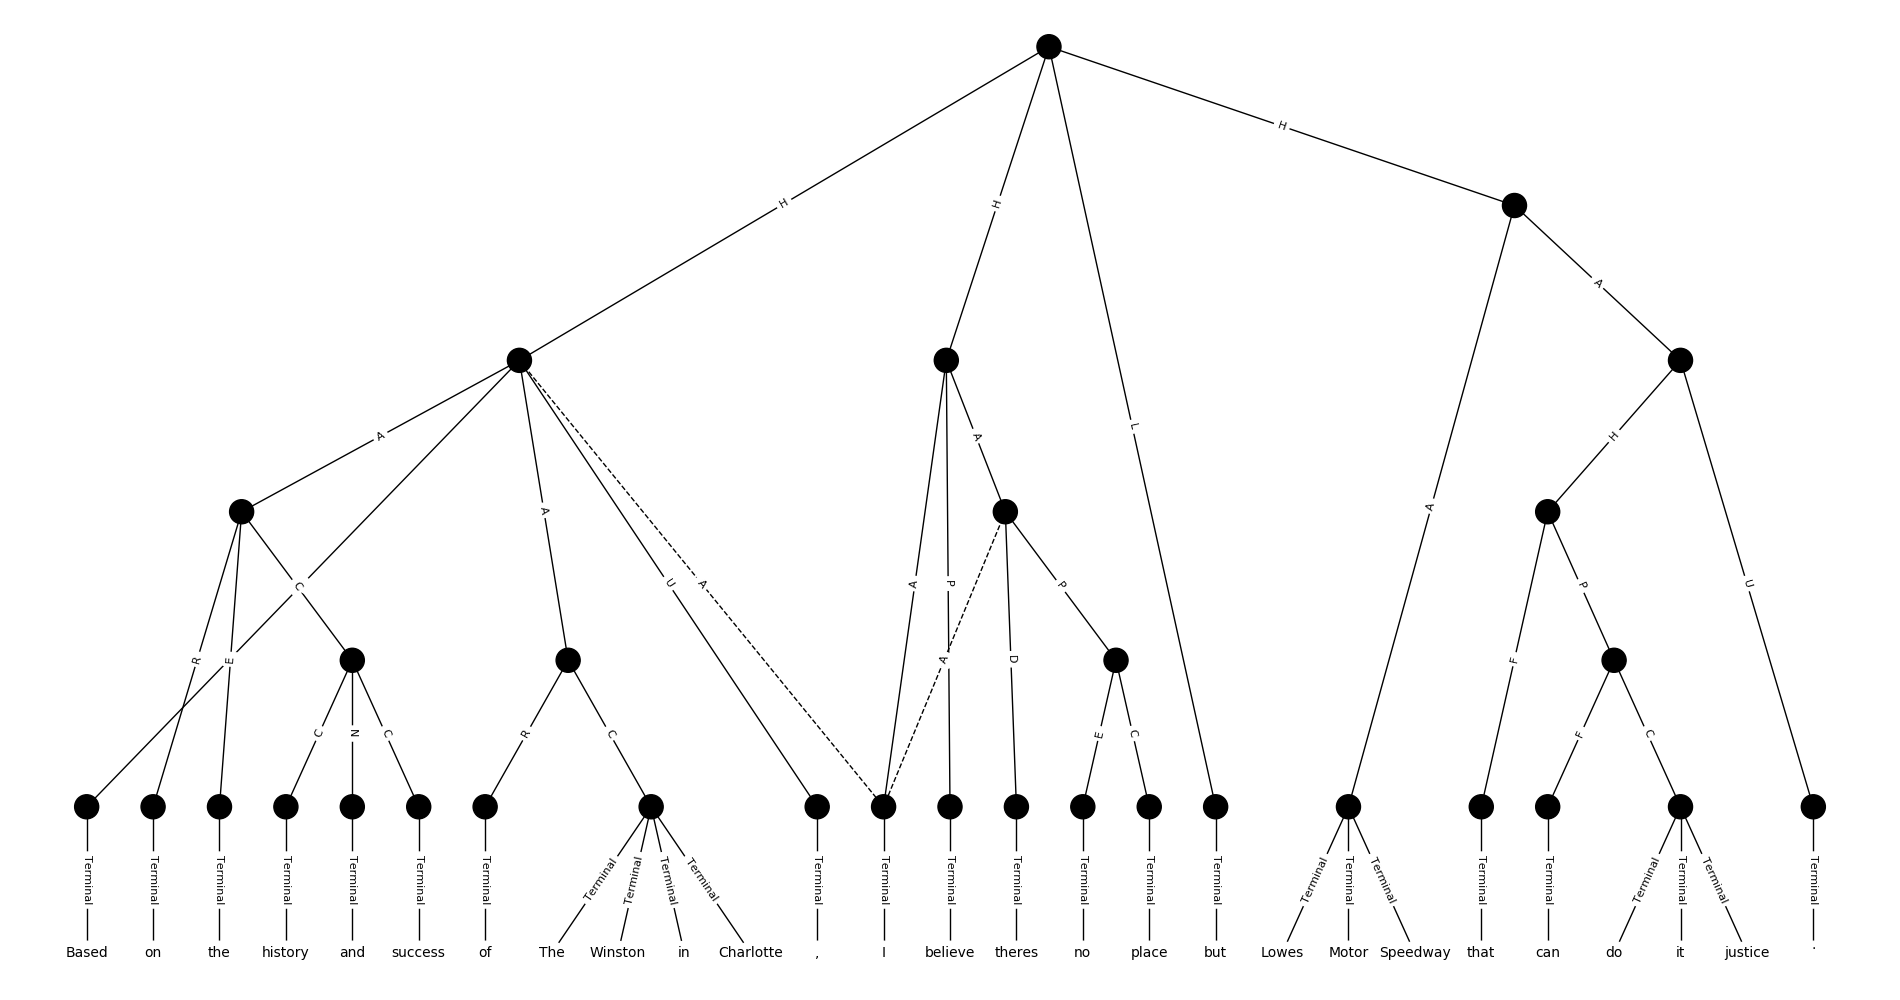 H
H H
A
L
A A H
A A
C U A A P P P U
R E A D F
C N C R C E C F C
Terminal Terminal Terminal Terminal Terminal Terminal Terminal Terminal Terminal Terminal Terminal Terminal Terminal Terminal Terminal Terminal Terminal Terminal Terminal Terminal Terminal Terminal Terminal Terminal Terminal Terminal Terminal
Based on the history and success of The Winston in Charlotte , I believe theres no place but Lowes Motor Speedway that can do it justice .